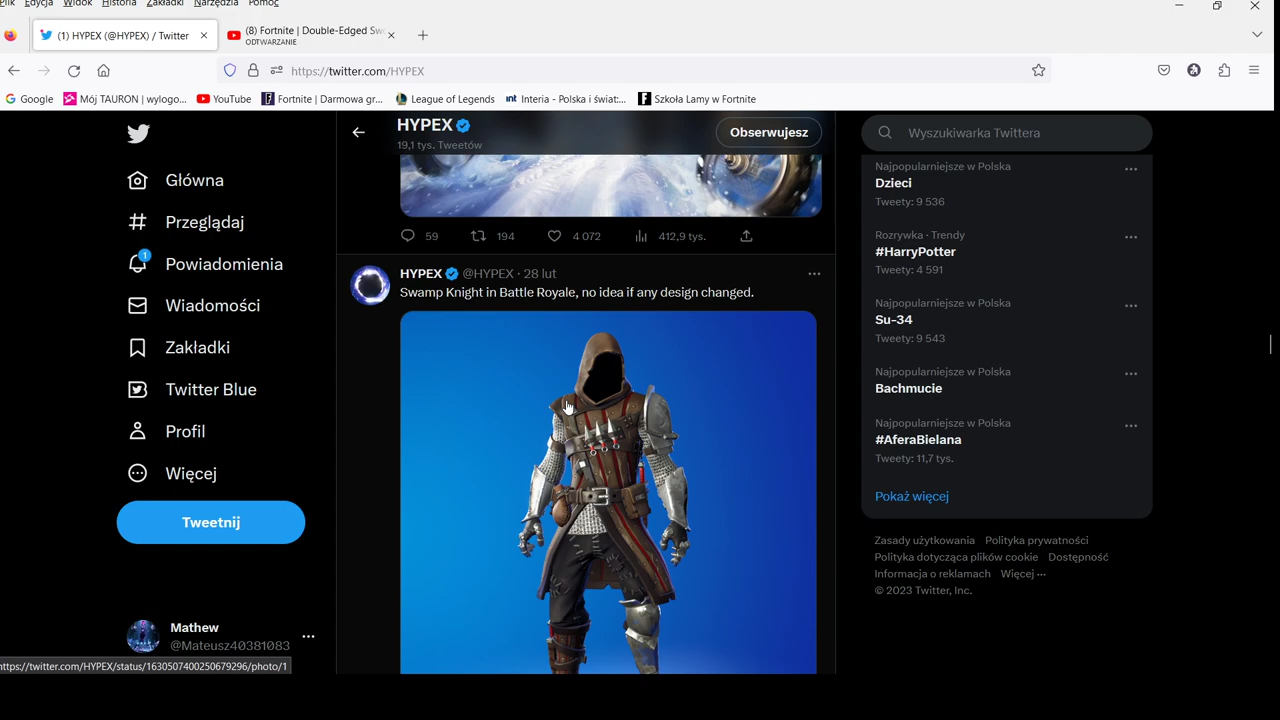 Plik Edycja Widok Historia Zakładki Narzędzia Pomoc
(1) HYPEX (@HYPEX) / Twitter
(8) Fortnite | Double-Edged Sw
ODTWARZANIE
https://twitter.com/HYPEX
Google
Mój TAURON (wylogo...
YouTube
Fortnite | Darmowa gr...
League of Legends
int Interia - Polska i świat:...
Szkoła Lamy w Fortnite
HYPEX
19,1 tys. Tweetów
Obserwujesz
Wyszukiwarka Twittera
Główna
Przeglądaj
1
Powiadomienia
Wiadomości
Zakładki
Twitter Blue
Profil
Więcej
Tweetnij
Mathew
@Mateusz40381083
https://twitter.com/HYPEX/status/1630507400250679296/photo/1
59 194 4 072 412,9 tys.
HYPEX @HYPEX · 28 lut
Swamp Knight in Battle Royale, no idea if any design changed.
Najpopularniejsze w Polska
Dzieci
Tweety: 9 536
Rozrywka · Trendy
#HarryPotter
Tweety: 4 591
Najpopularniejsze w Polska
Su-34
Tweety: 9 543
Najpopularniejsze w Polska
Bachmucie
Najpopularniejsze w Polska
#AferaBielana
Tweety: 11,7 tys.
Pokaż więcej
Zasady użytkowania Polityka prywatności
Polityka dotycząca plików cookie Dostępność
Informacja o reklamach Więcej ···
© 2023 Twitter, Inc.